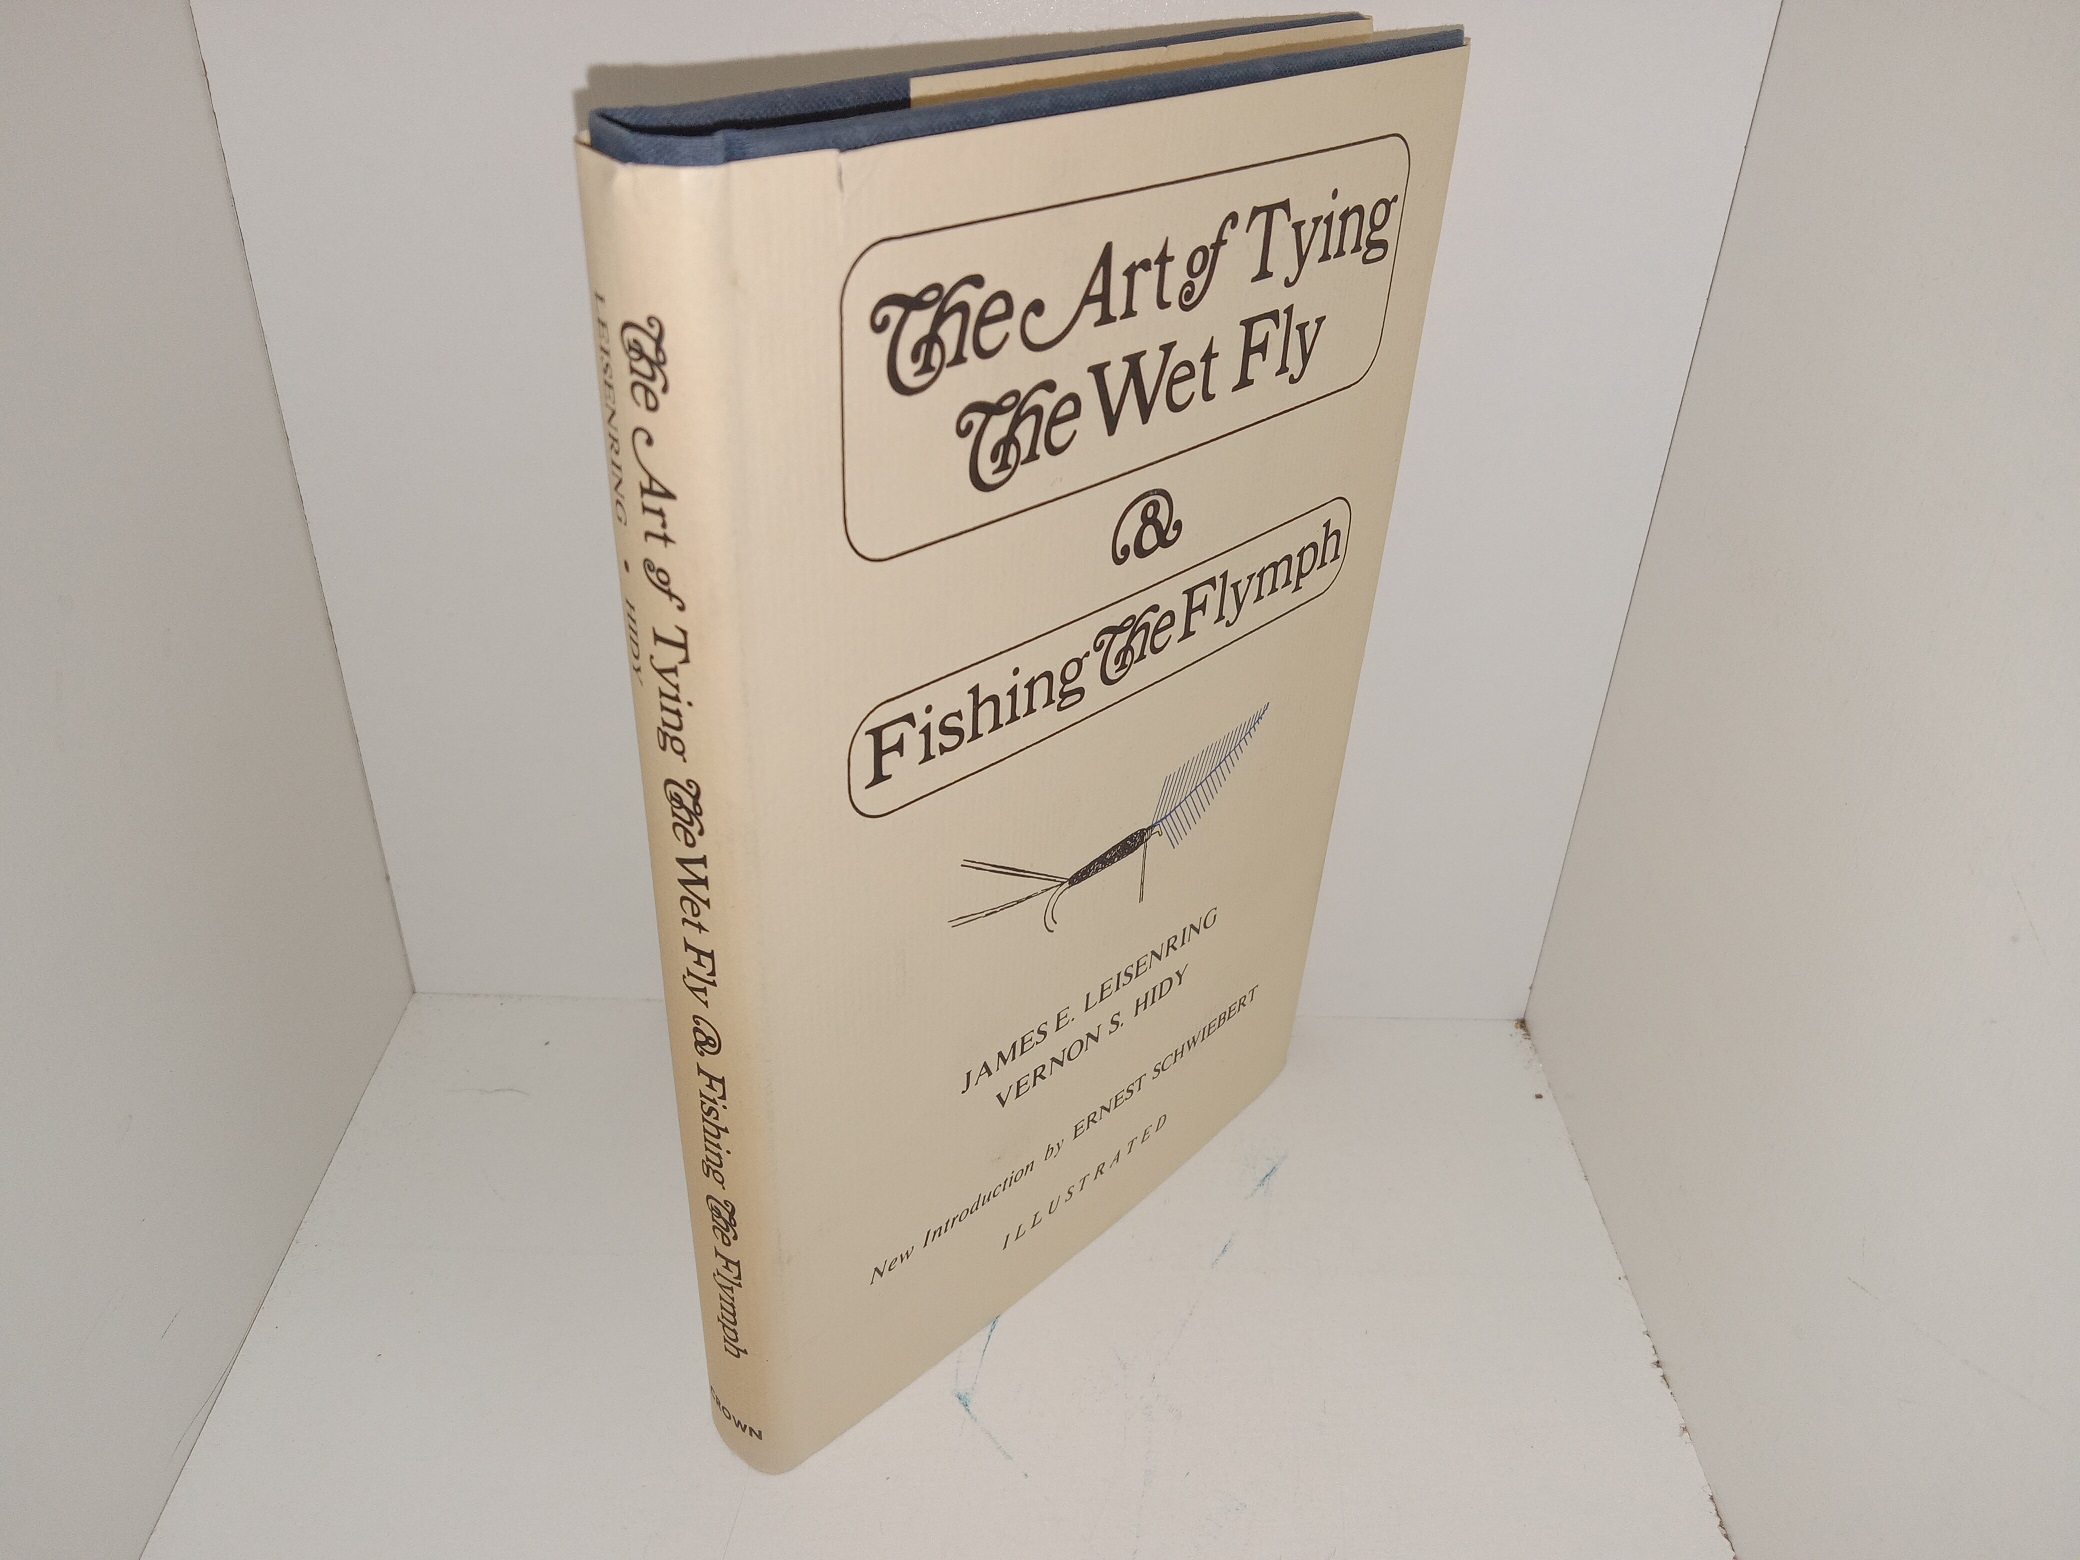 The Art of Tying
The Wet Fly
&
Fishing The Flymph
JAMES E. LEISENRING
VERNON S. HIDY
New Introduction by ERNEST SCHWIEBERT
ILLUSTRATED
The Art of Tying The Wet Fly & Fishing The Flymph
LEISENRING • HIDY
CROWN